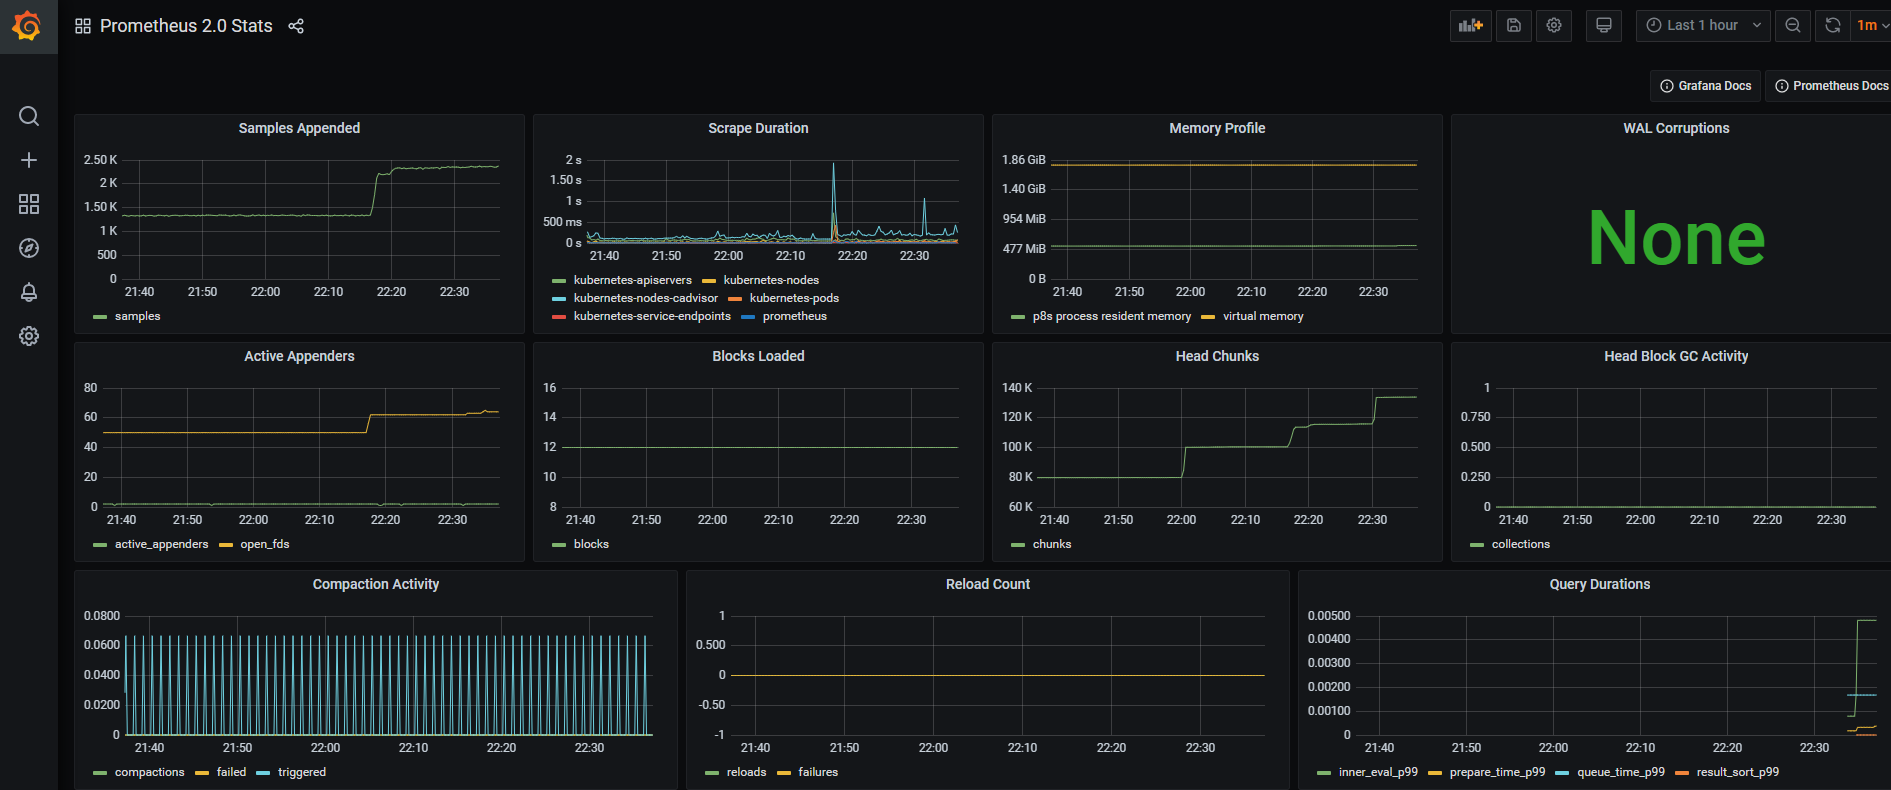 Prometheus 2.0 Stats
Last 1 hour
1m
Grafana Docs
Prometheus Docs
Samples Appended
2.50 K
2 K
1.50 K
1 K
500
0
21:40 21:50 22:00 22:10 22:20 22:30
samples
Scrape Duration
2 s
1.50 s
1 s
500 ms
0 s
21:40 21:50 22:00 22:10 22:20 22:30
kubernetes-apiservers kubernetes-nodes
kubernetes-nodes-cadvisor kubernetes-pods
kubernetes-service-endpoints prometheus
Memory Profile
1.86 GiB
1.40 GiB
954 MiB
477 MiB
0 B
21:40 21:50 22:00 22:10 22:20 22:30
p8s process resident memory virtual memory
WAL Corruptions
None
Active Appenders
80
60
40
20
0
21:40 21:50 22:00 22:10 22:20 22:30
active_appenders open_fds
Blocks Loaded
16
14
12
10
8
21:40 21:50 22:00 22:10 22:20 22:30
blocks
Head Chunks
140 K
120 K
100 K
80 K
60 K
21:40 21:50 22:00 22:10 22:20 22:30
chunks
Head Block GC Activity
1
0.750
0.500
0.250
0
21:40 21:50 22:00 22:10 22:20 22:30
collections
Compaction Activity
0.0800
0.0600
0.0400
0.0200
0
21:40 21:50 22:00 22:10 22:20 22:30
compactions failed triggered
Reload Count
1
0.500
0
-0.50
-1
21:40 21:50 22:00 22:10 22:20 22:30
reloads failures
Query Durations
0.00500
0.00400
0.00300
0.00200
0.00100
0
21:40 21:50 22:00 22:10 22:20 22:30
inner_eval_p99 prepare_time_p99 queue_time_p99 result_sort_p99